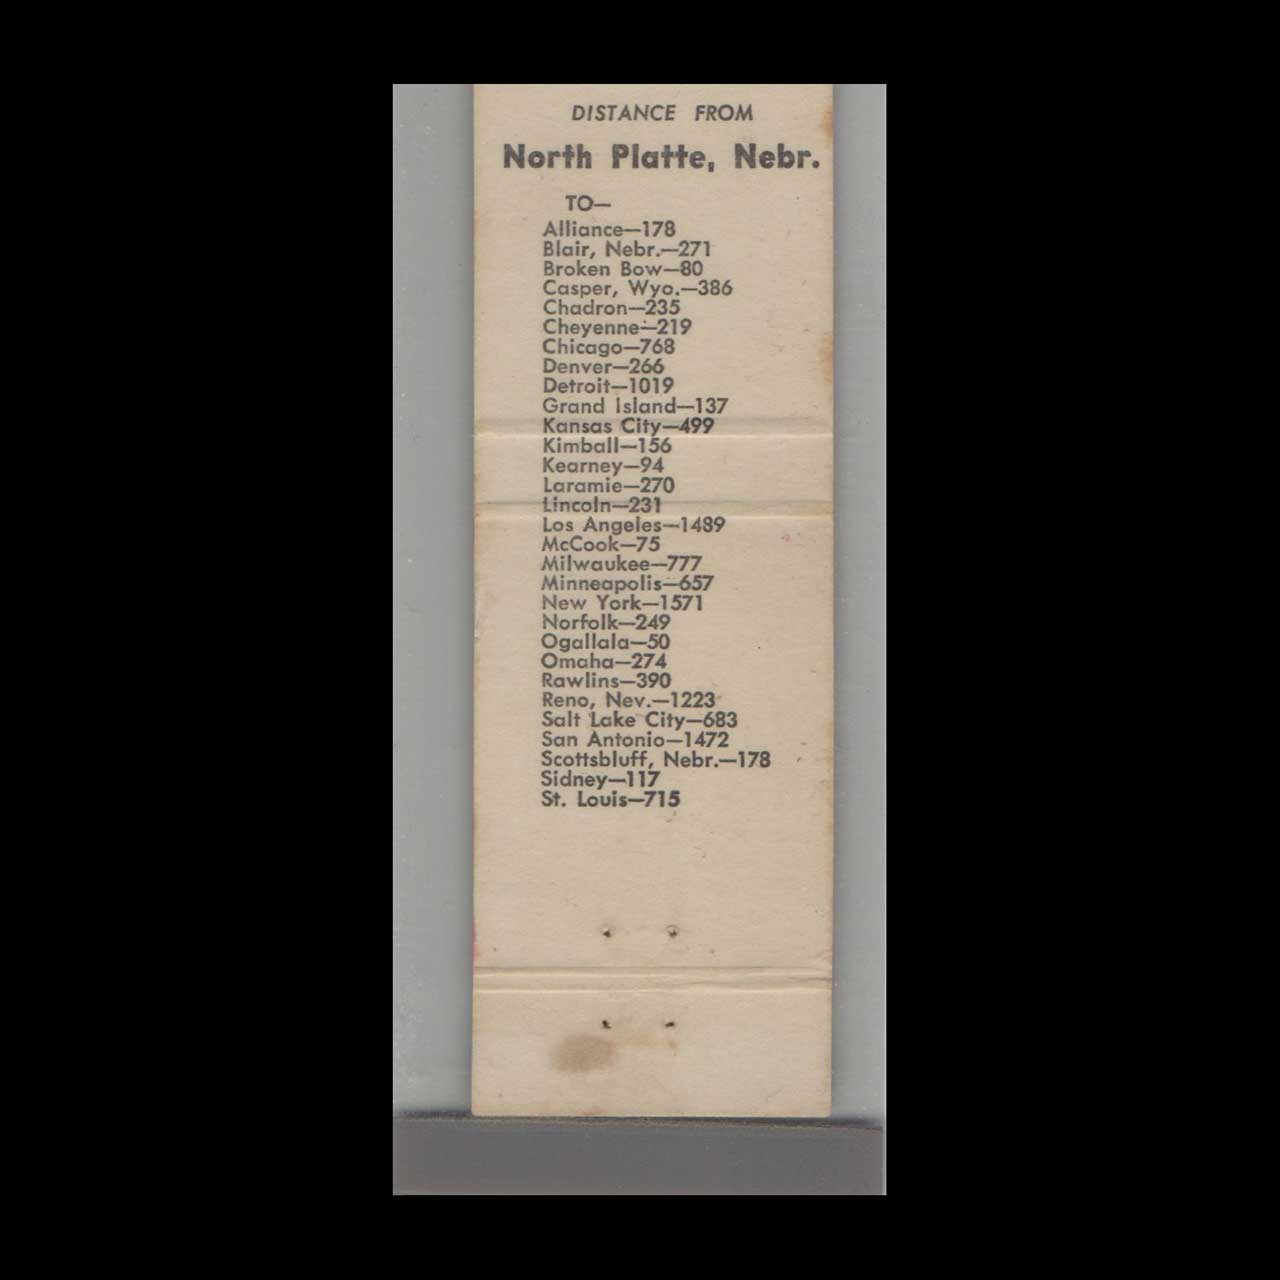 DISTANCE FROM
North Platte, Nebr.
TO—
Alliance—178
Blair, Nebr.—271
Broken Bow—80
Casper, Wyo.—386
Chadron—235
Cheyenne—219
Chicago—768
Denver—266
Detroit—1019
Grand Island—137
Kansas City—499
Kimball—156
Kearney—94
Laramie—270
Lincoln—231
Los Angeles—1489
McCook—75
Milwaukee—777
Minneapolis—657
New York—1571
Norfolk—249
Ogallala—50
Omaha—274
Rawlins—390
Reno, Nev.—1223
Salt Lake City—683
San Antonio—1472
Scottsbluff, Nebr.—178
Sidney—117
St. Louis—715